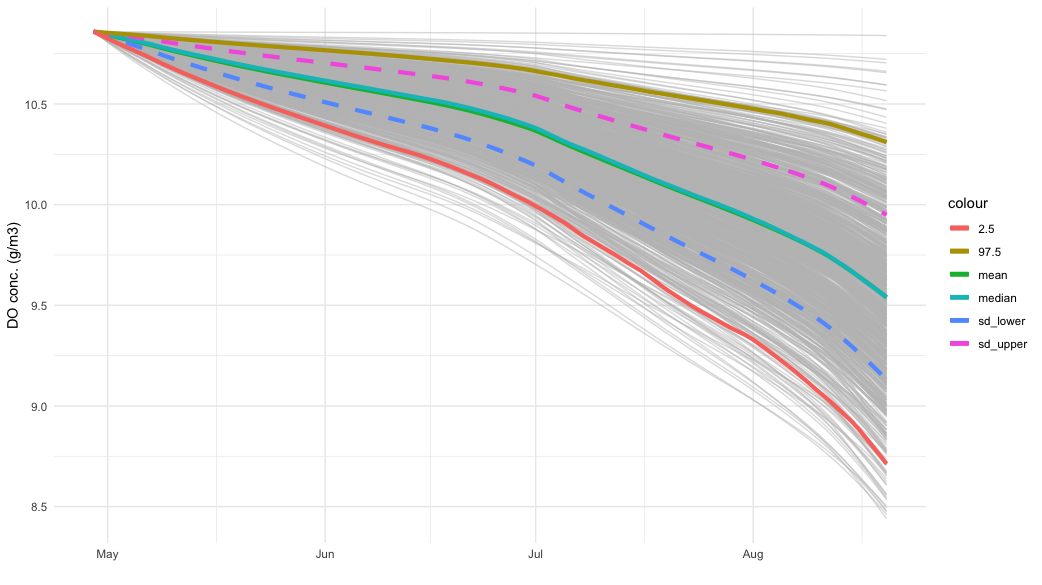 DO conc. (g/m3)
10.5
10.0
9.5
9.0
8.5
May Jun Jul Aug
colour
2.5
97.5
mean
median
sd_lower
sd_upper